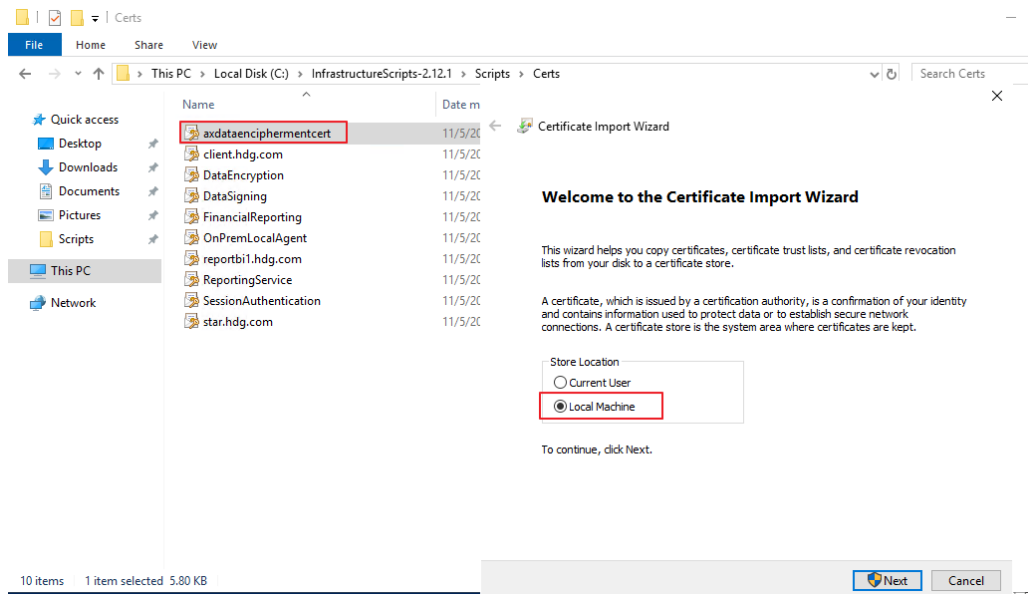 Certs
File Home Share View
This PC > Local Disk (C:) > InfrastructureScripts-2.12.1 > Scripts > Certs
Search Certs
Quick access
Desktop
Downloads
Documents
Pictures
Scripts
This PC
Network
Name Date m
axdataenciphermentcert 11/5/20
client.hdg.com 11/5/20
DataEncryption 11/5/20
DataSigning 11/5/20
FinancialReporting 11/5/20
OnPremLocalAgent 11/5/20
reportbi1.hdg.com 11/5/20
ReportingService 11/5/20
SessionAuthentication 11/5/20
star.hdg.com 11/5/20
10 items 1 item selected 5.80 KB
Certificate Import Wizard
Welcome to the Certificate Import Wizard
This wizard helps you copy certificates, certificate trust lists, and certificate revocation
lists from your disk to a certificate store.
A certificate, which is issued by a certification authority, is a confirmation of your identity
and contains information used to protect data or to establish secure network
connections. A certificate store is the system area where certificates are kept.
Store Location
Current User
Local Machine
To continue, click Next.
Next Cancel